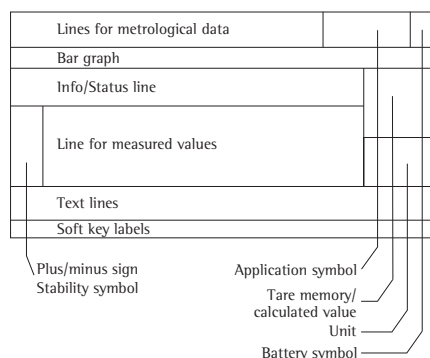 Lines for metrological data
Bar graph
Info/Status line
Line for measured values
Text lines
Soft key labels
Plus/minus sign
Stability symbol
Application symbol
Tare memory/
calculated value
Unit
Battery symbol